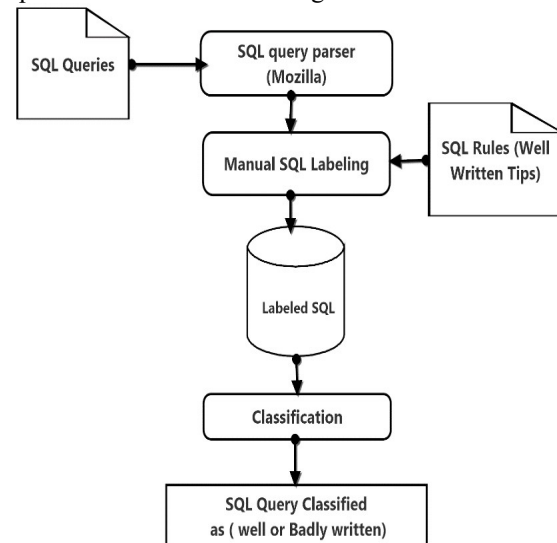 SQL Queries
SQL query parser
(Mozilla)
Manual SQL Labeling
SQL Rules (Well
Written Tips)
Labeled SQL
Classification
SQL Query Classified
as ( well or Badly written)